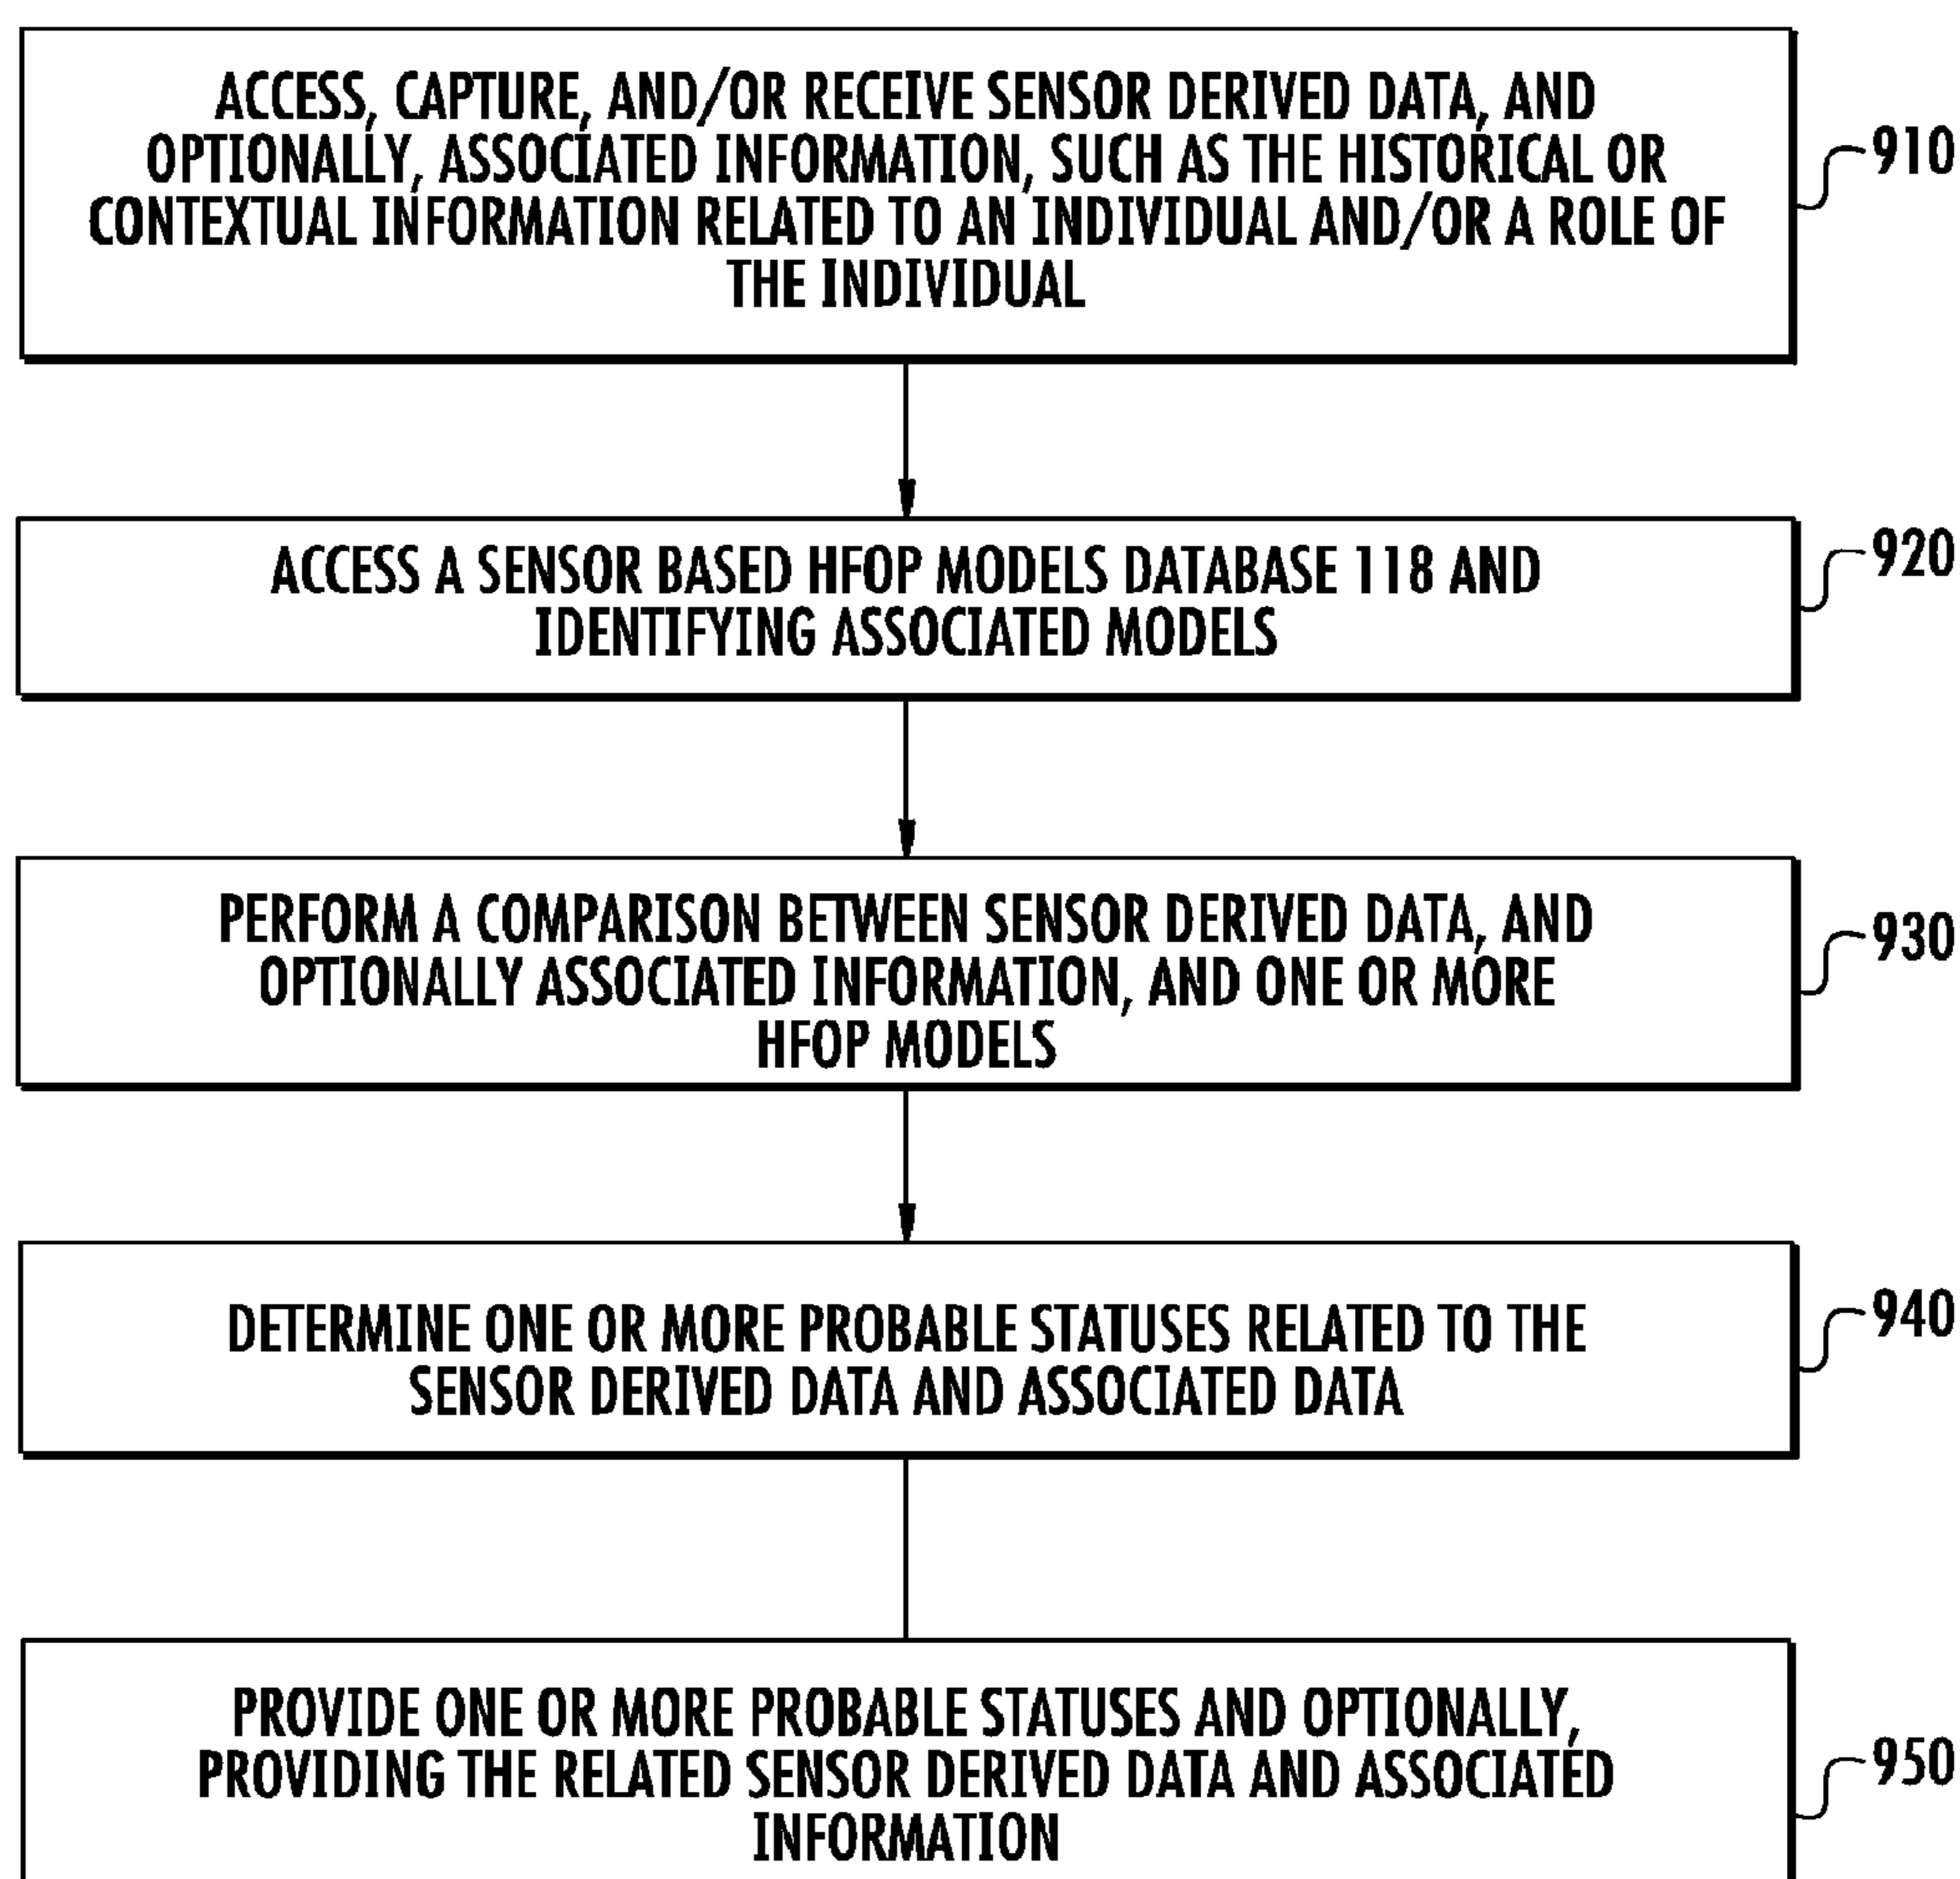 ACCESS, CAPTURE, AND/OR RECEIVE SENSOR DERIVED DATA, AND
OPTIONALLY, ASSOCIATED INFORMATION, SUCH AS THE HISTORICAL OR
CONTEXTUAL INFORMATION RELATED TO AN INDIVIDUAL AND/OR A ROLE OF
THE INDIVIDUAL
910
ACCESS A SENSOR BASED HFOP MODELS DATABASE 118 AND
IDENTIFYING ASSOCIATED MODELS
920
PERFORM A COMPARISON BETWEEN SENSOR DERIVED DATA, AND
OPTIONALLY ASSOCIATED INFORMATION, AND ONE OR MORE
HFOP MODELS
930
DETERMINE ONE OR MORE PROBABLE STATUSES RELATED TO THE
SENSOR DERIVED DATA AND ASSOCIATED DATA
940
PROVIDE ONE OR MORE PROBABLE STATUSES AND OPTIONALLY,
PROVIDING THE RELATED SENSOR DERIVED DATA AND ASSOCIATED
INFORMATION
950